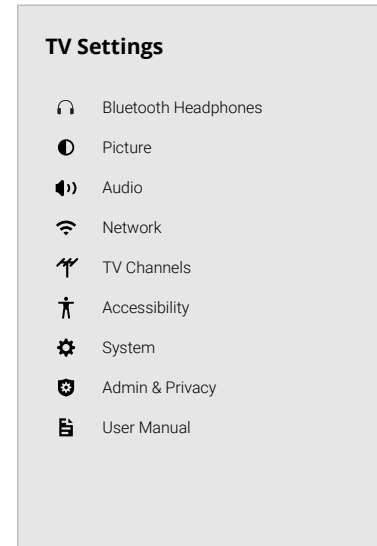 TV Settings
Bluetooth Headphones
Picture
Audio
Network
TV Channels
Accessibility
System
Admin & Privacy
User Manual